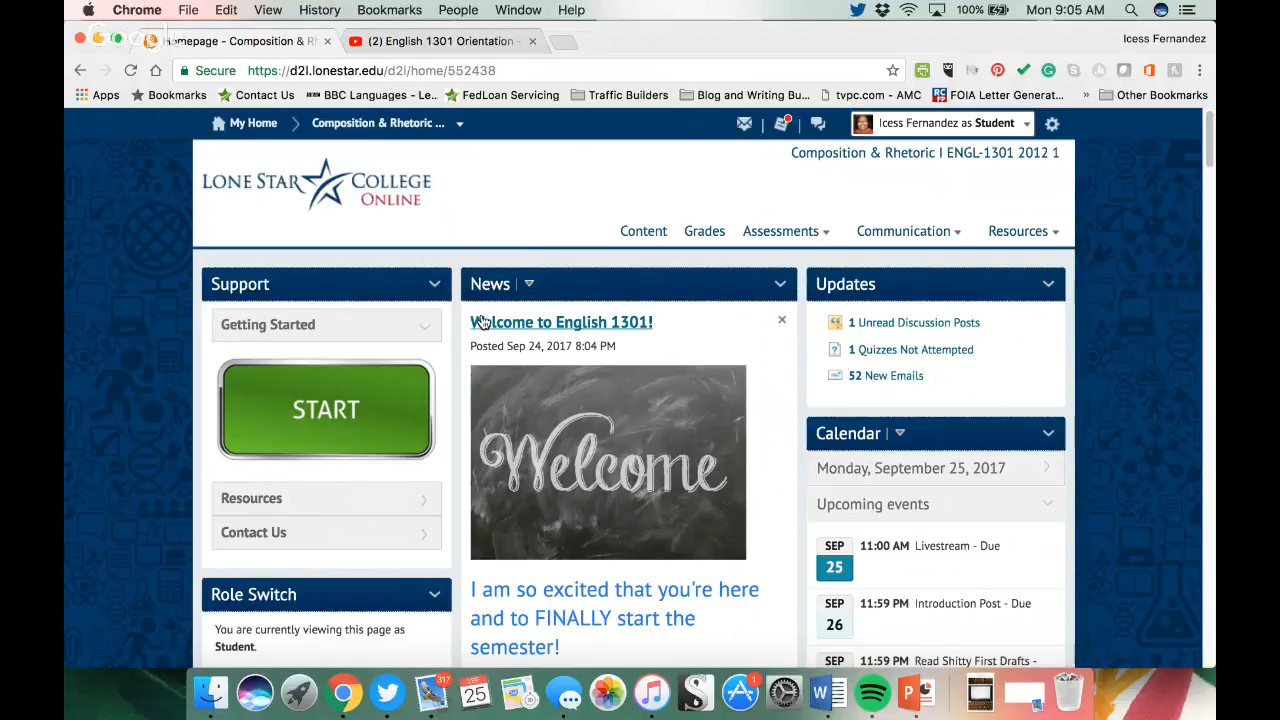 Chrome File Edit View History Bookmarks People Window Help 100% Mon 9:05 AM
Homepage - Composition & Rh × (2) English 1301 Orientation - × Icess Fernandez
Secure https://d2l.lonestar.edu/d2l/home/552438
Apps Bookmarks Contact Us BBC Languages - Le... FedLoan Servicing Traffic Builders Blog and Writing Bu... tvpc.com - AMC FOIA Letter Generat... » Other Bookmarks
My Home Composition & Rhetoric ... Icess Fernandez as Student
Composition & Rhetoric I ENGL-1301 2012 1
LONE STAR COLLEGE
ONLINE
Content Grades Assessments Communication Resources
Support
Getting Started
START
Resources
Contact Us
Role Switch
You are currently viewing this page as
Student.
News
Welcome to English 1301!
Posted Sep 24, 2017 8:04 PM
Welcome
I am so excited that you're here
and to FINALLY start the
semester!
Updates
1 Unread Discussion Posts
1 Quizzes Not Attempted
52 New Emails
Calendar
Monday, September 25, 2017
Upcoming events
SEP
25
11:00 AM Livestream - Due
SEP
26
11:59 PM Introduction Post - Due
SEP
11:59 PM Read Shitty First Drafts -
317
SEP
25
1